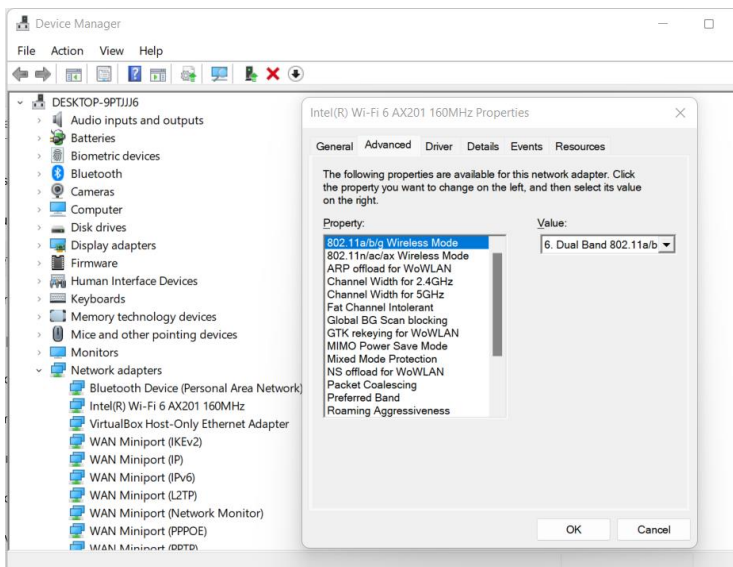 Device Manager
File Action View Help
DESKTOP-9PTJJJ6
Audio inputs and outputs
Batteries
Biometric devices
Bluetooth
Cameras
Computer
Disk drives
Display adapters
Firmware
Human Interface Devices
Keyboards
Memory technology devices
Mice and other pointing devices
Monitors
Network adapters
Bluetooth Device (Personal Area Network)
Intel(R) Wi-Fi 6 AX201 160MHz
VirtualBox Host-Only Ethernet Adapter
WAN Miniport (IKEv2)
WAN Miniport (IP)
WAN Miniport (IPv6)
WAN Miniport (L2TP)
WAN Miniport (Network Monitor)
WAN Miniport (PPPOE)
WAN Miniport (PPTP)
Intel(R) Wi-Fi 6 AX201 160MHz Properties
General Advanced Driver Details Events Resources
The following properties are available for this network adapter. Click
the property you want to change on the left, and then select its value
on the right.
Property:
802.11a/b/g Wireless Mode
802.11n/ac/ax Wireless Mode
ARP offload for WoWLAN
Channel Width for 2.4GHz
Channel Width for 5GHz
Fat Channel Intolerant
Global BG Scan blocking
GTK rekeying for WoWLAN
MIMO Power Save Mode
Mixed Mode Protection
NS offload for WoWLAN
Packet Coalescing
Preferred Band
Roaming Aggressiveness
Value:
6. Dual Band 802.11a/b
OK Cancel